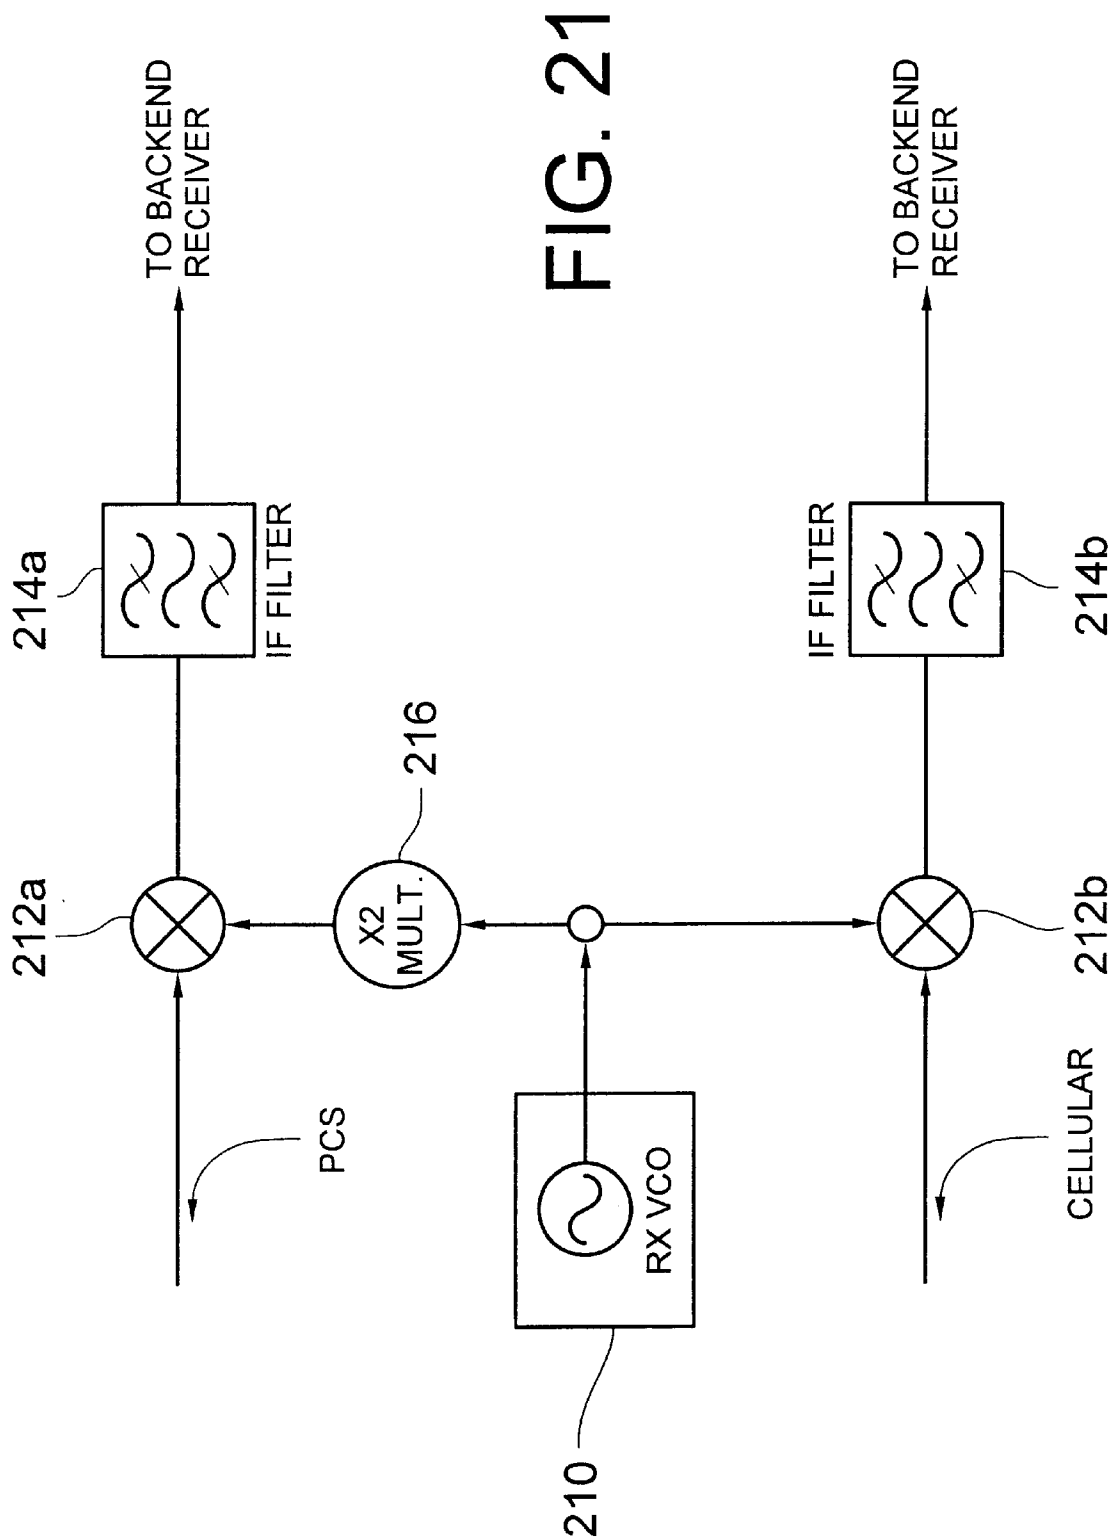 212a
214a
TO BACKEND
RECEIVER
PCS
IF FILTER
X2
MULT.
216
210
RX VCO
FIG. 21
CELLULAR
212b
IF FILTER
214b
TO BACKEND
RECEIVER